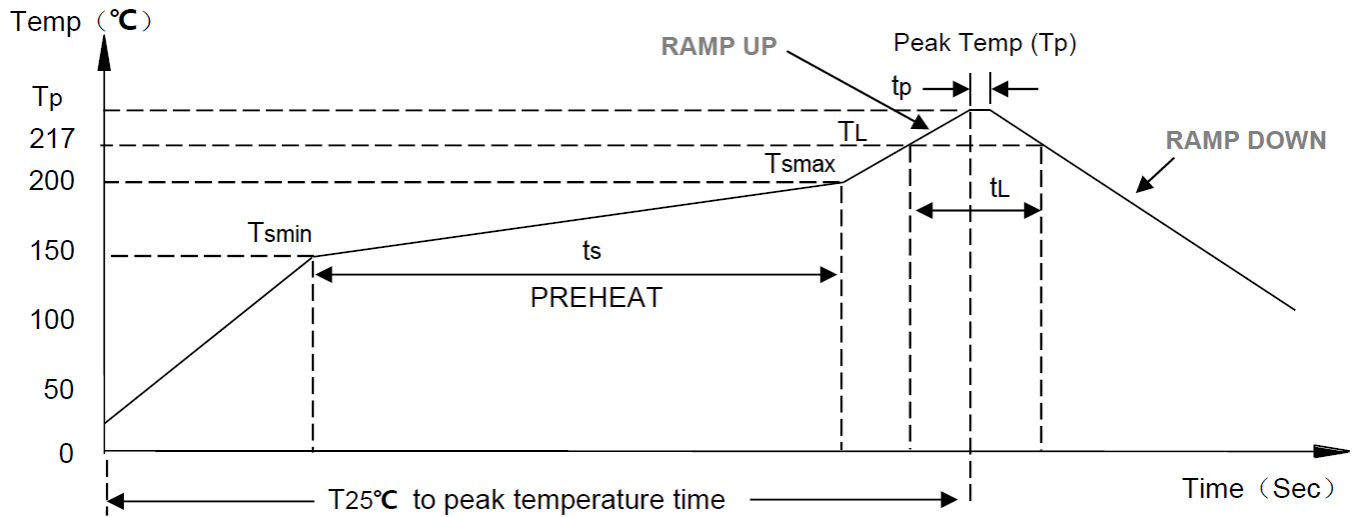 Temp（℃）
RAMP UP
Peak Temp (Tp)
tp
Tp
217
TL
RAMP DOWN
Tsmax
200
tL
Tsmin
150
ts
PREHEAT
100
50
0
T25℃ to peak temperature time
Time（Sec）